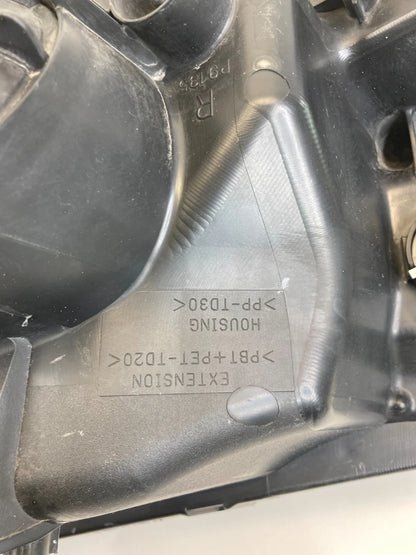 EXTENSION
>PBT+PET-TD20<
HOUSING
>PP-TD30<
R